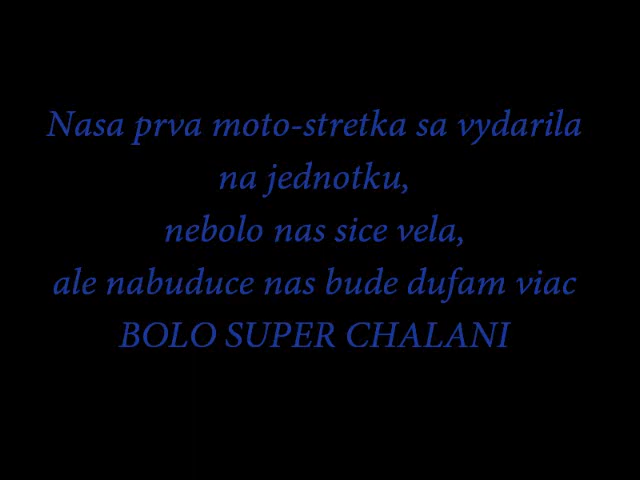 Nasa prva moto-stretka sa vydarila
na jednotku,
nebolo nas sice vela,
ale nabuduce nas bude dufam viac
BOLO SUPER CHALANI